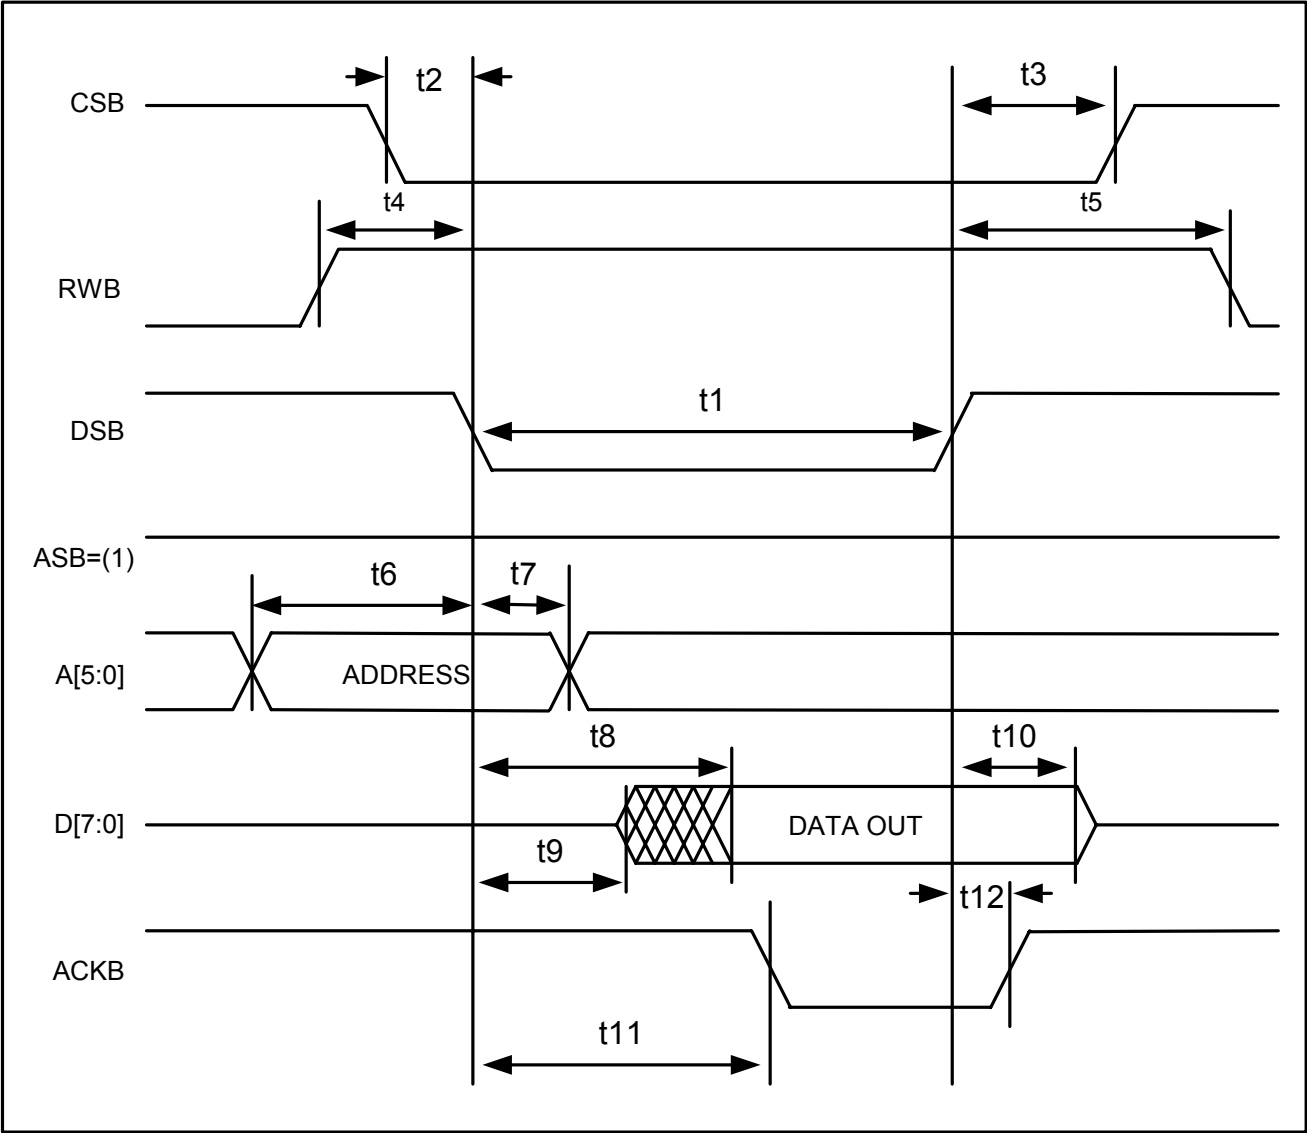 t2
t3
CSB
t4
t5
RWB
t1
DSB
ASB=(1)
t6
t7
A[5:0]
ADDRESS
t8
t10
D[7:0]
DATA OUT
t9
t12
ACKB
t11